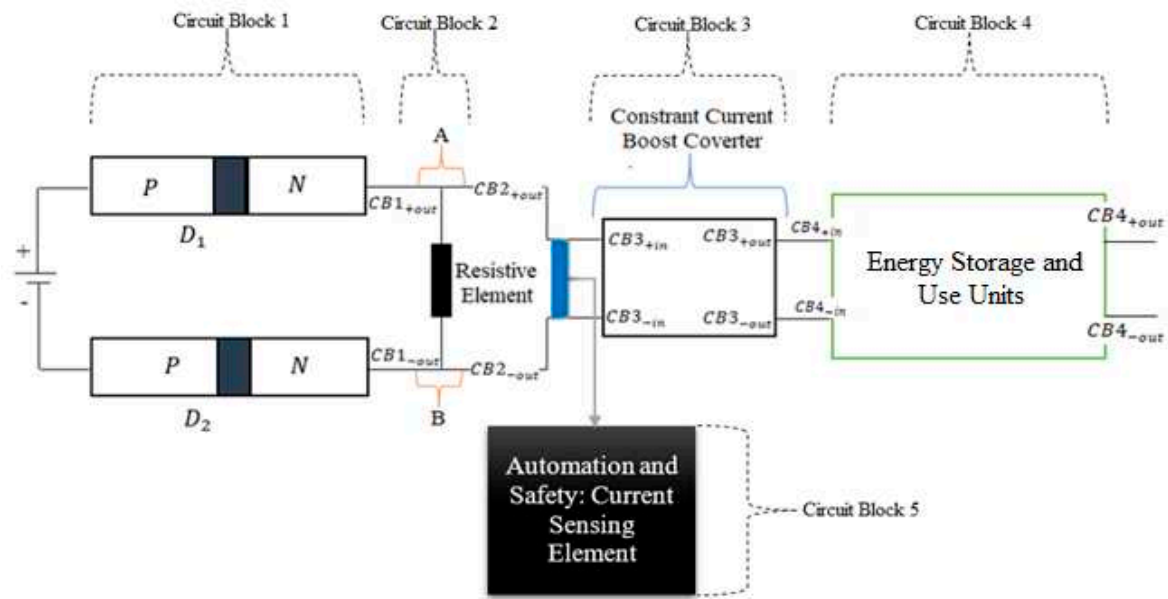 Circuit Block 1
Circuit Block 2
Circuit Block 3
Circuit Block 4
Constrant Current
Boost Coverter
A
P
N
CB1+out
CB2+out
D1
+
-
Resistive
Element
CB3+in
CB3+out
CB4+in
CB4+out
Energy Storage and
Use Units
CB3-in
CB3-out
CB4-in
CB4-out
P
N
CB1-out
CB2-out
D2
B
Automation and
Safety: Current
Sensing
Element
Circuit Block 5